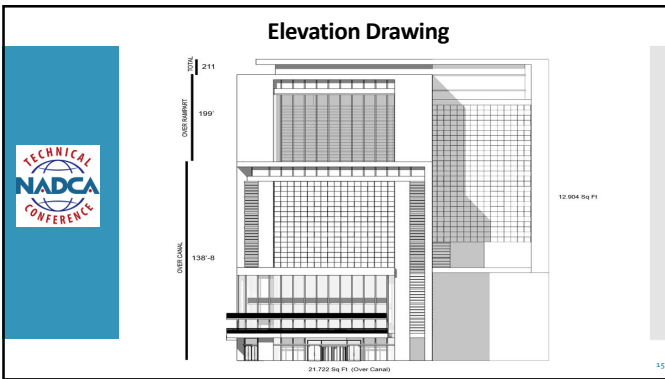 Elevation Drawing
TOTAL
211
OVER RAMPART
199'
TECHNICAL
NADCA
CONFERENCE
12.904 Sq Ft
OVER CANAL
138'-8
21.722 Sq Ft (Over Canal)
15